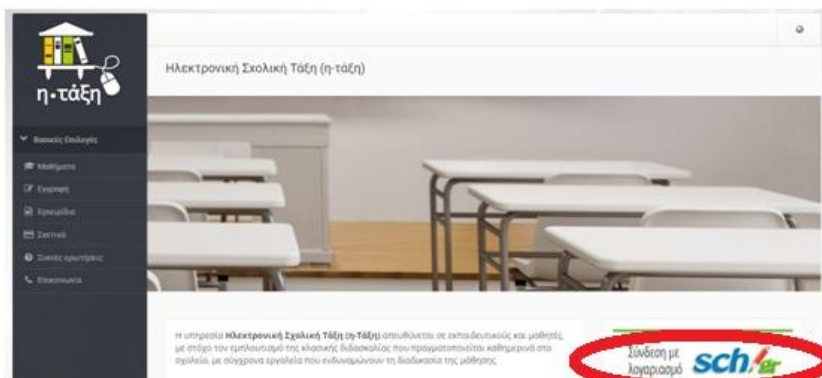 η·τάξη
Ηλεκτρονική Σχολική Τάξη (η-τάξη)
Βασικές Επιλογές
Μαθήματα
Εγγραφή
Εγχειρίδια
Σχετικά
Συχνές ερωτήσεις
Επικοινωνία
Η υπηρεσία Ηλεκτρονική Σχολική Τάξη (η-Τάξη) απευθύνεται σε εκπαιδευτικούς και μαθητές,
με στόχο τον εμπλουτισμό της κλασικής διδασκαλίας που πραγματοποιείται καθημερινά στο
σχολείο, με σύγχρονα εργαλεία που ενδυναμώνουν τη διαδικασία της μάθησης
Σύνδεση με
λογαριασμό
sch.gr